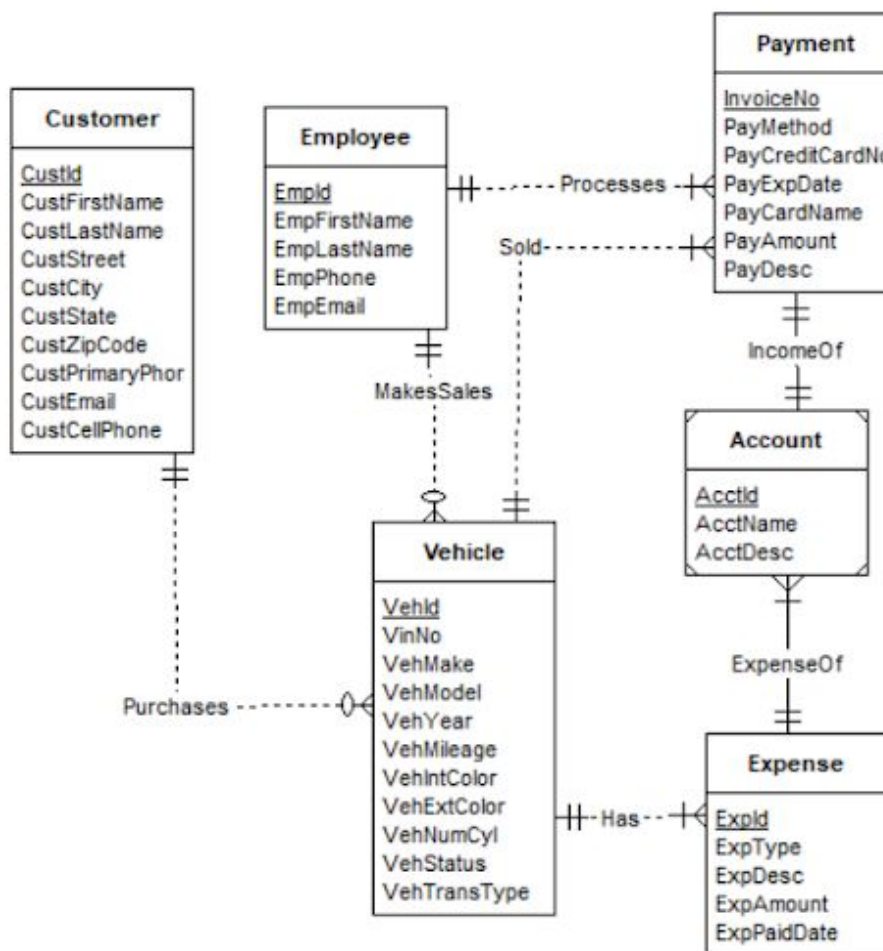 Customer
CustId
CustFirstName
CustLastName
CustStreet
CustCity
CustState
CustZipCode
CustPrimaryPhor
CustEmail
CustCellPhone
Employee
EmpId
EmpFirstName
EmpLastName
EmpPhone
EmpEmail
Payment
InvoiceNo
PayMethod
PayCreditCardNo
PayExpDate
PayCardName
PayAmount
PayDesc
Processes
Sold
IncomeOf
MakesSales
Account
AcctId
AcctName
AcctDesc
Vehicle
VehId
VinNo
VehMake
VehModel
VehYear
VehMileage
VehIntColor
VehExtColor
VehNumCyl
VehStatus
VehTransType
Purchases
ExpenseOf
Has
Expense
ExpId
ExpType
ExpDesc
ExpAmount
ExpPaidDate